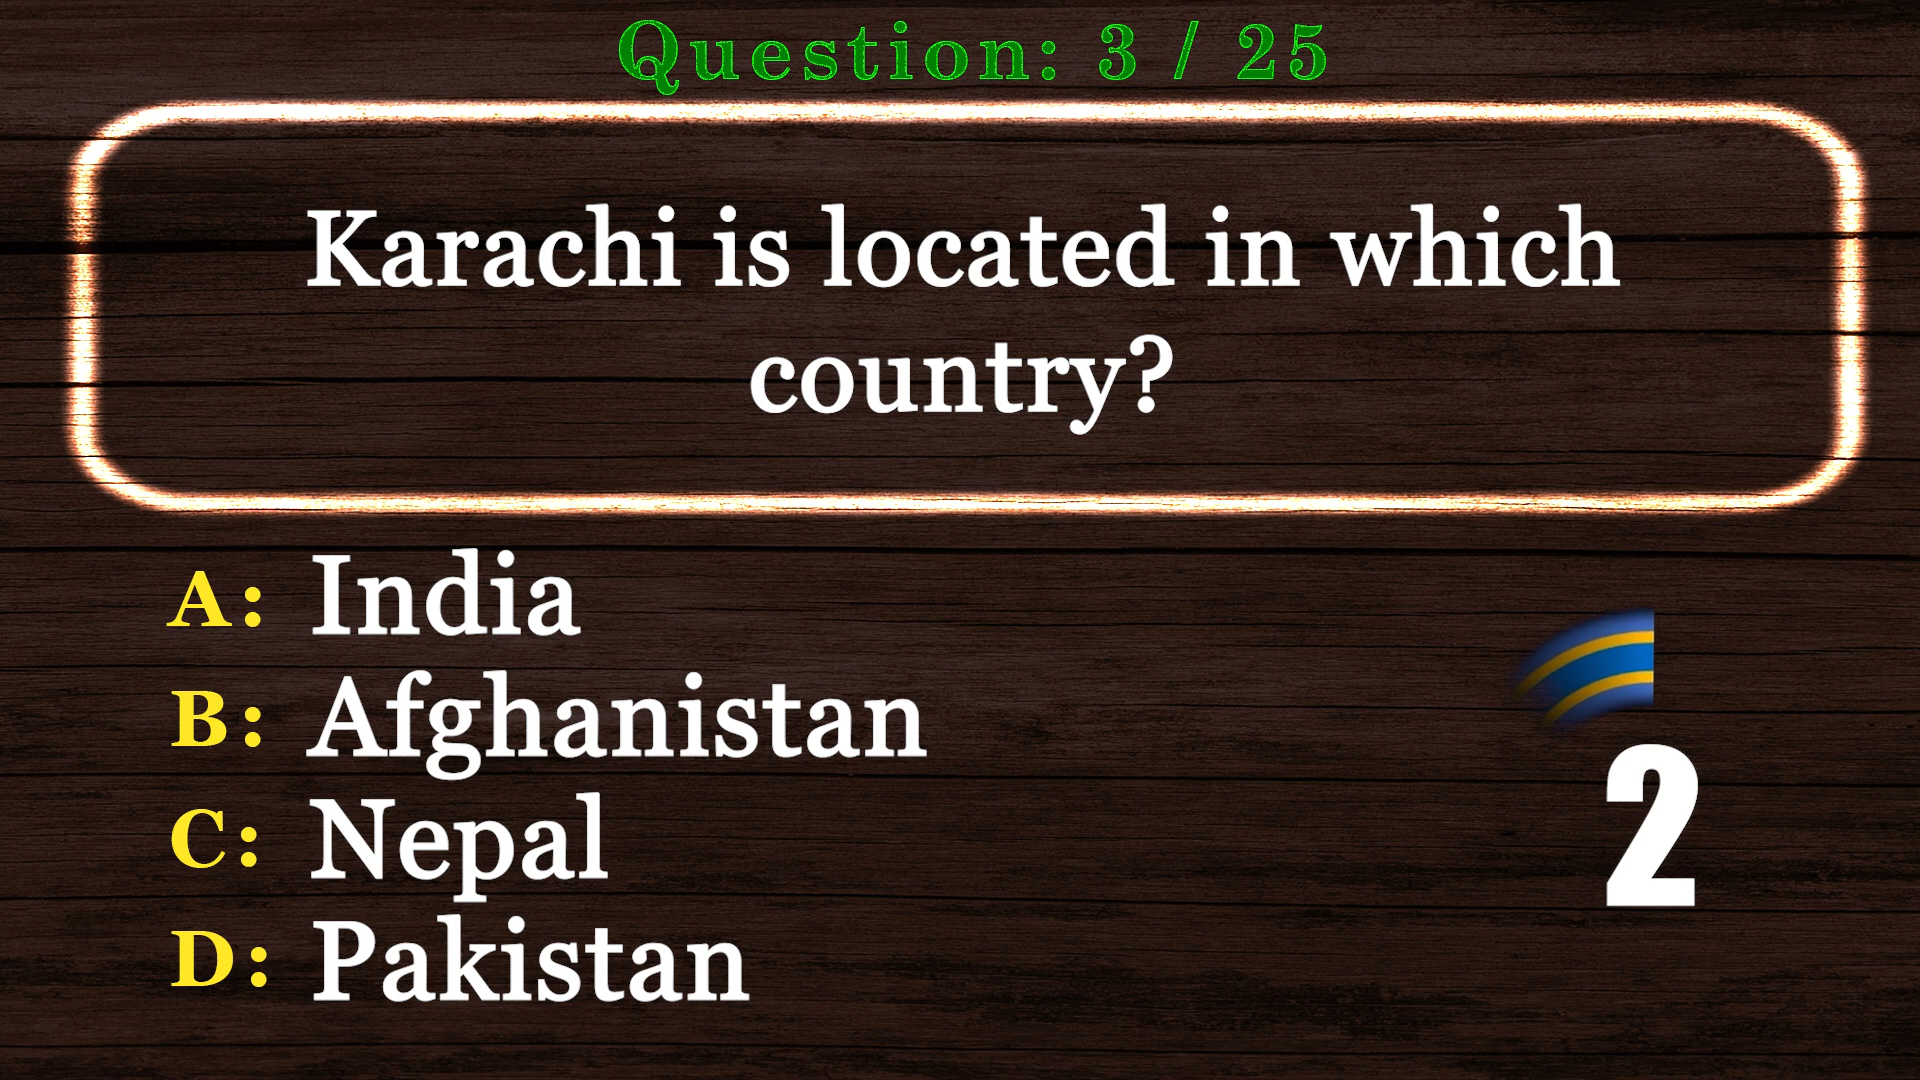 Question: 3 / 25
Karachi is located in which
country?
A: India
B: Afghanistan
C: Nepal
D: Pakistan
2